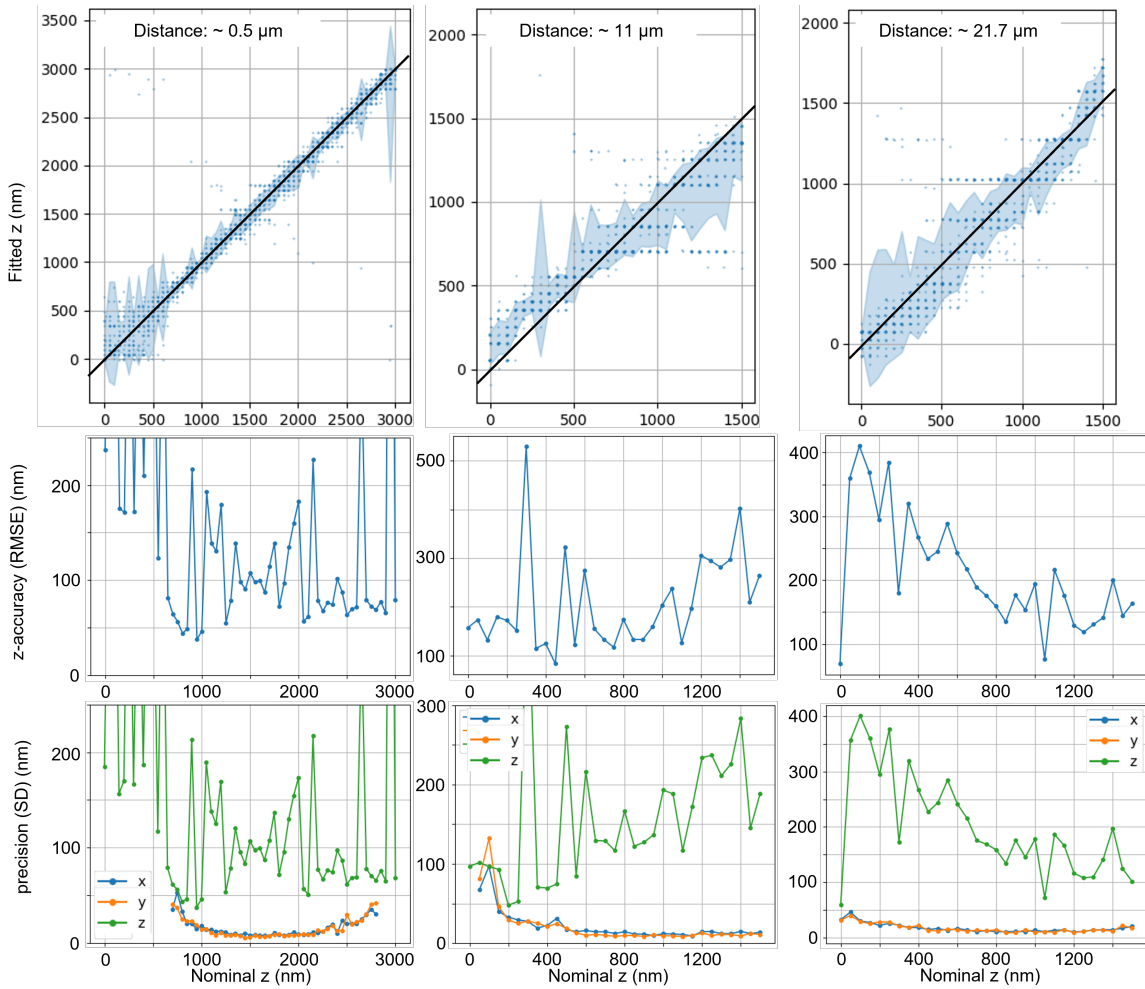 Distance: ~ 0.5 µm
Distance: ~ 11 µm
Distance: ~ 21.7 µm
Fitted z (nm)
3500
3000
2500
2000
1500
1000
500
0
0 500 1000 1500 2000 2500 3000
2000
1500
1000
500
0
0 500 1000 1500
2000
1500
1000
500
0
0 500 1000 1500
z-accuracy (RMSE) (nm)
200
100
0
0 1000 2000 3000
500
300
100
0 400 800 1200
400
300
200
100
0 400 800 1200
precision (SD) (nm)
200
100
0
x
y
z
0 1000 2000 3000
Nominal z (nm)
300
200
100
0
x
y
z
0 400 800 1200
Nominal z (nm)
400
300
200
100
0
x
y
z
0 400 800 1200
Nominal z (nm)